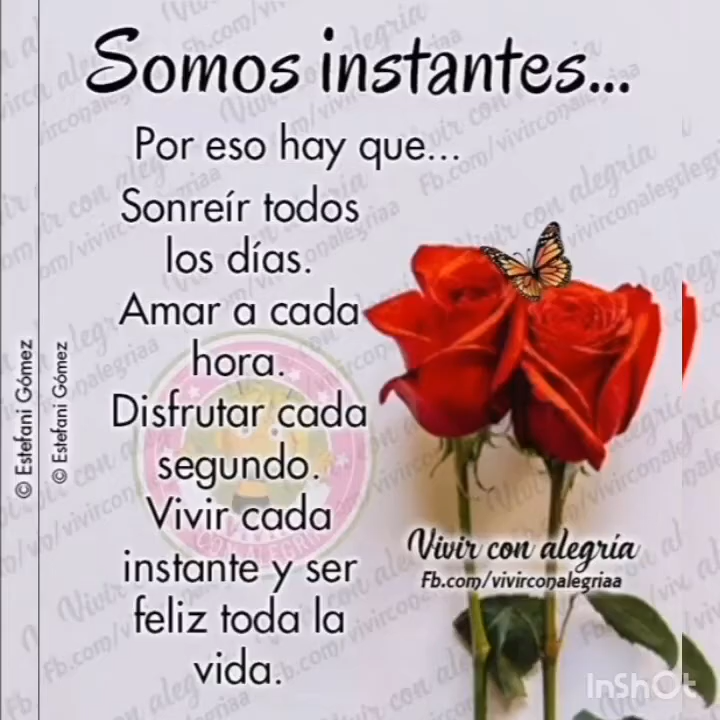 Somos instantes...
Por eso hay que...
Sonreír todos
los días.
Amar a cada
hora.
Disfrutar cada
segundo.
Vivir cada
instante y ser
feliz toda la
vida.
Vivir con alegría
Fb.com/vivirconalegriaa
© Estefani Gómez
© Estefani Gómez
InShOt